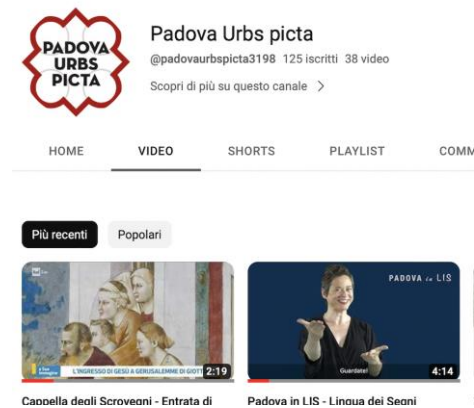 PADOVA
URBS
PICTA
Padova Urbs picta
@padovaurbspicta3198 125 iscritti 38 video
Scopri di più su questo canale >
HOME VIDEO SHORTS PLAYLIST COMM
Più recenti Popolari
PADOVA in LIS
L'INGRESSO DI GESÙ A GERUSALEMME DI GIOTT
2:19
Guardate!
4:14
Cappella degli Scrovegni - Entrata di
Padova in LIS - Lingua dei Segni